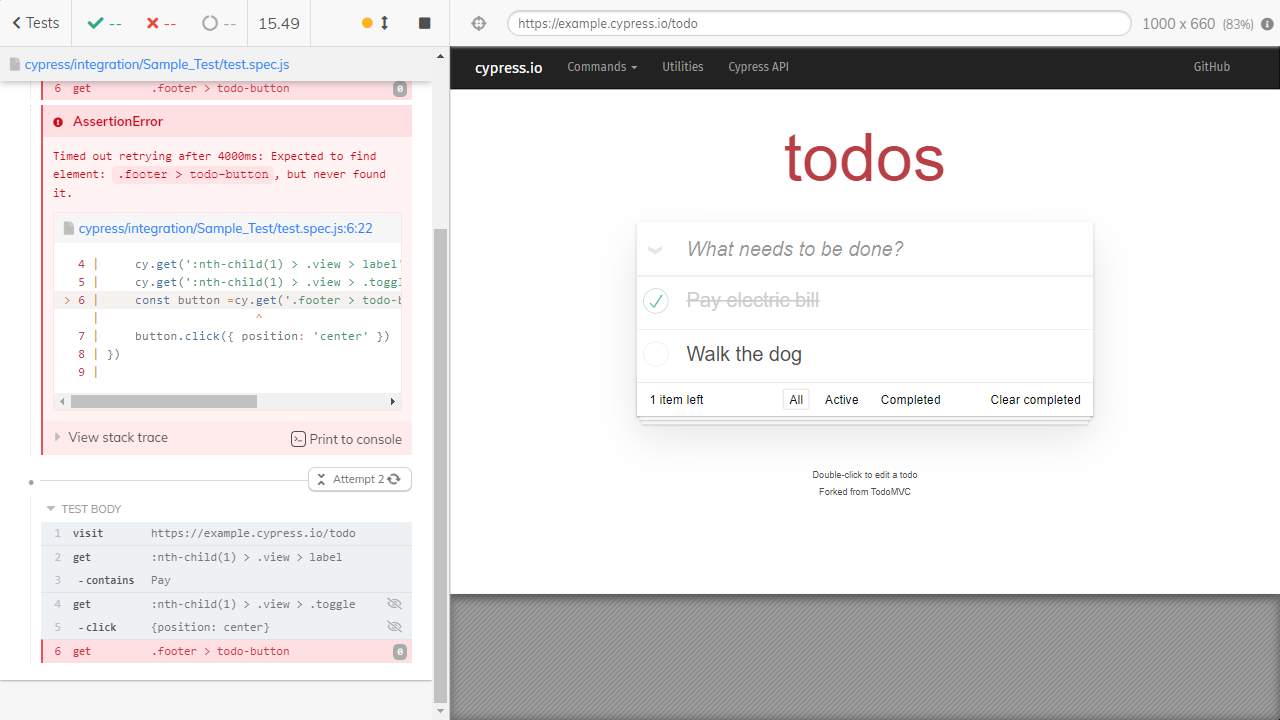 Tests -- -- -- 15.49
https://example.cypress.io/todo 1000 x 660 (83%)
cypress/integration/Sample_Test/test.spec.js
6 get .footer > todo-button 0
AssertionError
Timed out retrying after 4000ms: Expected to find
element: .footer > todo-button, but never found
it.
cypress/integration/Sample_Test/test.spec.js:6:22
4 | cy.get(':nth-child(1) > .view > label'
5 | cy.get(':nth-child(1) > .view > .toggl
> 6 | const button =cy.get('.footer > todo-b
| ^
7 | button.click({ position: 'center' })
8 | })
9 |
View stack trace Print to console
Attempt 2
TEST BODY
1 visit https://example.cypress.io/todo
2 get :nth-child(1) > .view > label
3 -contains Pay
4 get :nth-child(1) > .view > .toggle
5 -click {position: center}
6 get .footer > todo-button 0
cypress.io Commands Utilities Cypress API GitHub
todos
What needs to be done?
Pay electric bill
Walk the dog
1 item left All Active Completed Clear completed
Double-click to edit a todo
Forked from TodoMVC